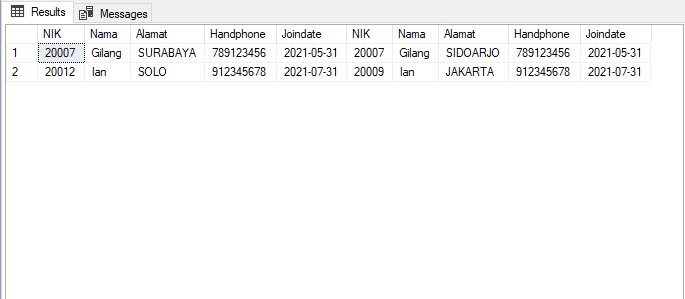 Results Messages
NIK Nama Alamat Handphone Joindate NIK Nama Alamat Handphone Joindate
1 20007 Gilang SURABAYA 789123456 2021-05-31 20007 Gilang SIDOARJO 789123456 2021-05-31
2 20012 Ian SOLO 912345678 2021-07-31 20009 Ian JAKARTA 912345678 2021-07-31